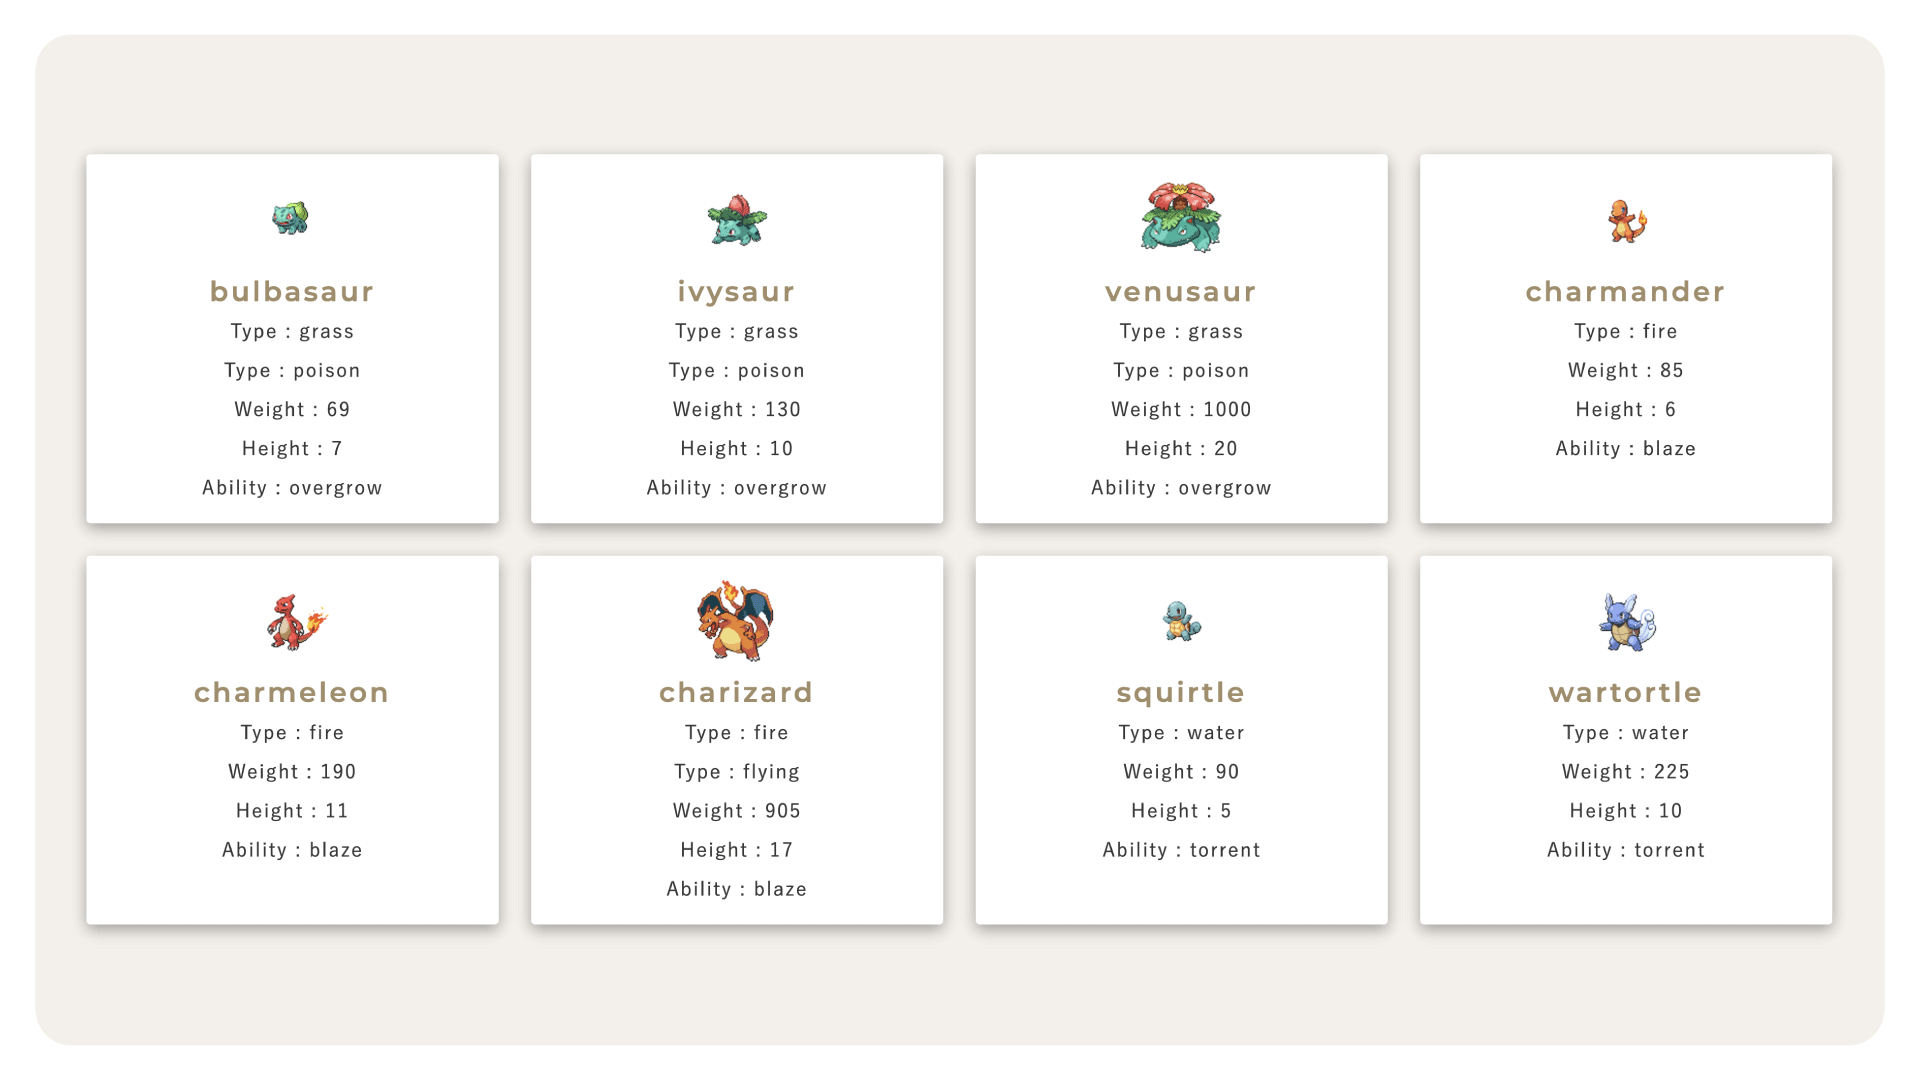 bulbasaur
Type : grass
Type : poison
Weight : 69
Height : 7
Ability : overgrow
ivysaur
Type : grass
Type : poison
Weight : 130
Height : 10
Ability : overgrow
venusaur
Type : grass
Type : poison
Weight : 1000
Height : 20
Ability : overgrow
charmander
Type : fire
Weight : 85
Height : 6
Ability : blaze
charmeleon
Type : fire
Weight : 190
Height : 11
Ability : blaze
charizard
Type : fire
Type : flying
Weight : 905
Height : 17
Ability : blaze
squirtle
Type : water
Weight : 90
Height : 5
Ability : torrent
wartortle
Type : water
Weight : 225
Height : 10
Ability : torrent